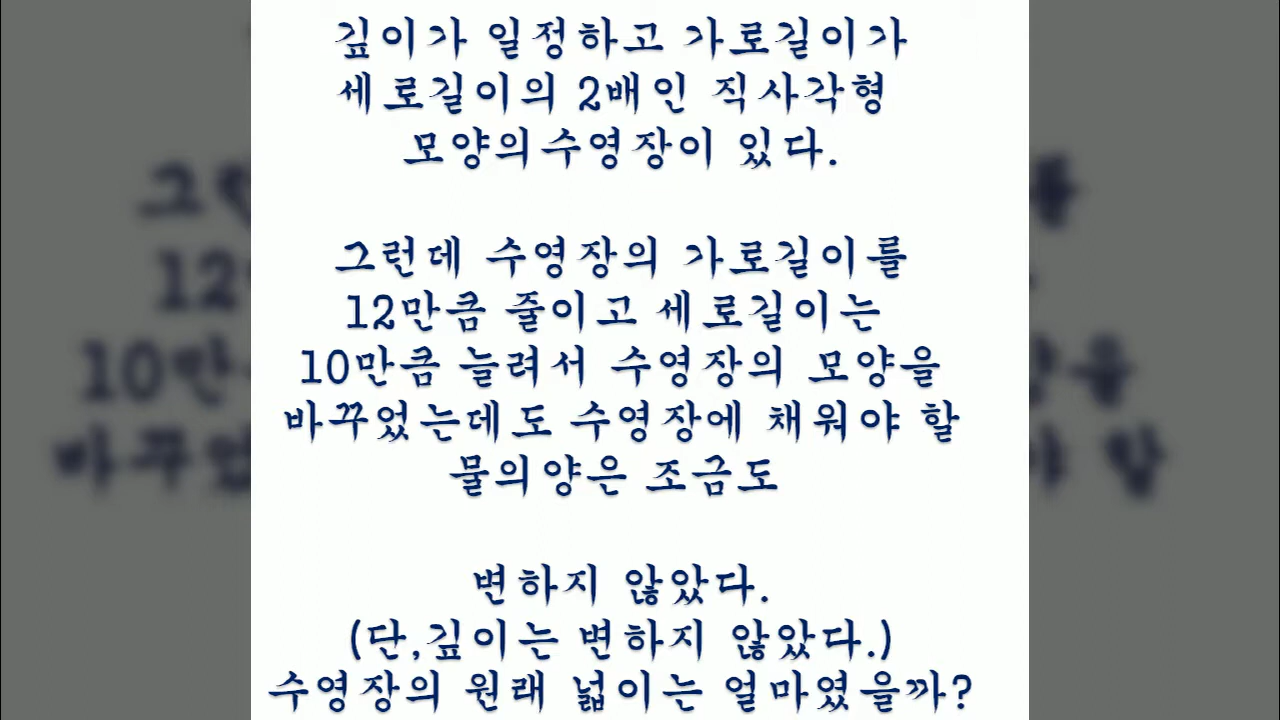 깊이가 일정하고 가로길이가
세로길이의 2배인 직사각형
모양의수영장이 있다.
그런데 수영장의 가로길이를
12만큼 줄이고 세로길이는
10만큼 늘려서 수영장의 모양을
바꾸었는데도 수영장에 채워야 할
물의양은 조금도
변하지 않았다.
(단,깊이는 변하지 않았다.)
수영장의 원래 넓이는 얼마였을까?